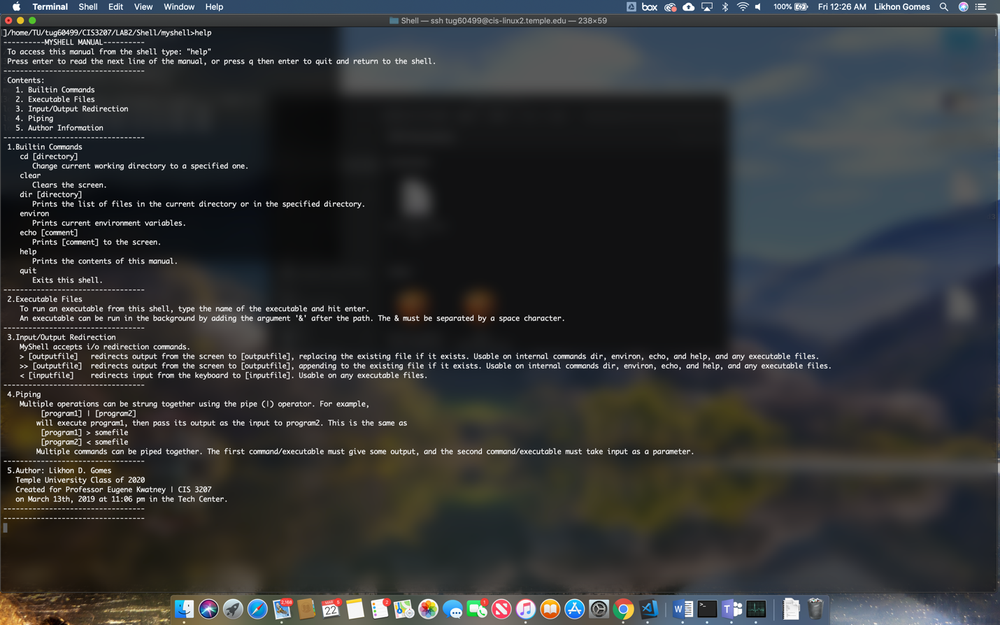 Terminal Shell Edit View Window Help
box 100% Fri 12:26 AM Likhon Gomes
Shell — ssh tug60499@cis-linux2.temple.edu — 238×59
]/home/TU/tug60499/CIS3207/LAB2/Shell/myshell>help
----------MYSHELL MANUAL----------
To access this manual from the shell type: "help"
Press enter to read the next line of the manual, or press q then enter to quit and return to the shell.
----------------------------------
Contents:
1. Builtin Commands
2. Executable Files
3. Input/Output Redirection
4. Piping
5. Author Information
----------------------------------
1.Builtin Commands
cd [directory]
Change current working directory to a specified one.
clear
Clears the screen.
dir [directory]
Prints the list of files in the current directory or in the specified directory.
environ
Prints current environment variables.
echo [comment]
Prints [comment] to the screen.
help
Prints the contents of this manual.
quit
Exits this shell.
----------------------------------
2.Executable Files
To run an executable from this shell, type the name of the executable and hit enter.
An executable can be run in the background by adding the argument '&' after the path. The & must be separated by a space character.
----------------------------------
3.Input/Output Redirection
MyShell accepts i/o redirection commands.
> [outputfile] redirects output from the screen to [outputfile], replacing the existing file if it exists. Usable on internal commands dir, environ, echo, and help, and any executable files.
>> [outputfile] redirects output from the screen to [outputfile], appending to the existing file if it exists. Usable on internal commands dir, environ, echo, and help, and any executable files.
< [inputfile] redirects input from the keyboard to [inputfile]. Usable on any executable files.
----------------------------------
4.Piping
Multiple operations can be strung together using the pipe (|) operator. For example,
[program1] | [program2]
will execute program1, then pass its output as the input to program2. This is the same as
[program1] > somefile
[program2] < somefile
Multiple commands can be piped together. The first command/executable must give some output, and the second command/executable must take input as a parameter.
----------------------------------
5.Author: Likhon D. Gomes
Temple University Class of 2020
Created for Professor Eugene Kwatney | CIS 3207
on March 13th, 2019 at 11:06 pm in the Tech Center.
----------------------------------
----------------------------------
2,168 MAR 5 22 2 1